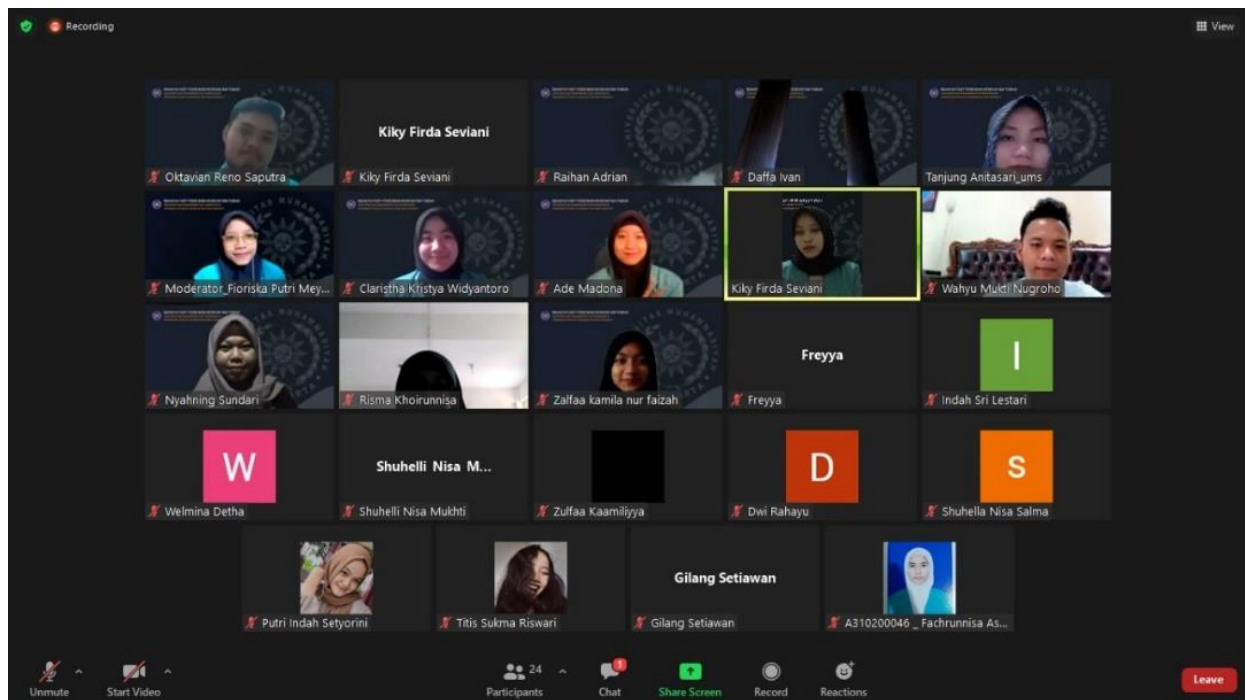 Recording
View
Oktavian Reno Saputra
Kiky Firda Seviani
Kiky Firda Seviani
Raihan Adrian
Daffa Ivan
Tanjung Anitasari_ums
Moderator_Fioriska Putri Mey...
Claristha Kristya Widyantoro
Ade Madona
Kiky Firda Seviani
Wahyu Mukti Nugroho
Nyahning Sundari
Risma Khoirunnisa
Zalfaa kamila nur faizah
Freyya
Freyya
I
Indah Sri Lestari
W
Welmina Detha
Shuhelli Nisa M...
Shuhelli Nisa Mukhti
Zulfaa Kaamiliyya
D
Dwi Rahayu
S
Shuhella Nisa Salma
Putri Indah Setyorini
Titis Sukma Riswari
Gilang Setiawan
Gilang Setiawan
A310200046 _ Fachrunnisa As...
Unmute
Start Video
24
Participants
1
Chat
Share Screen
Record
Reactions
Leave